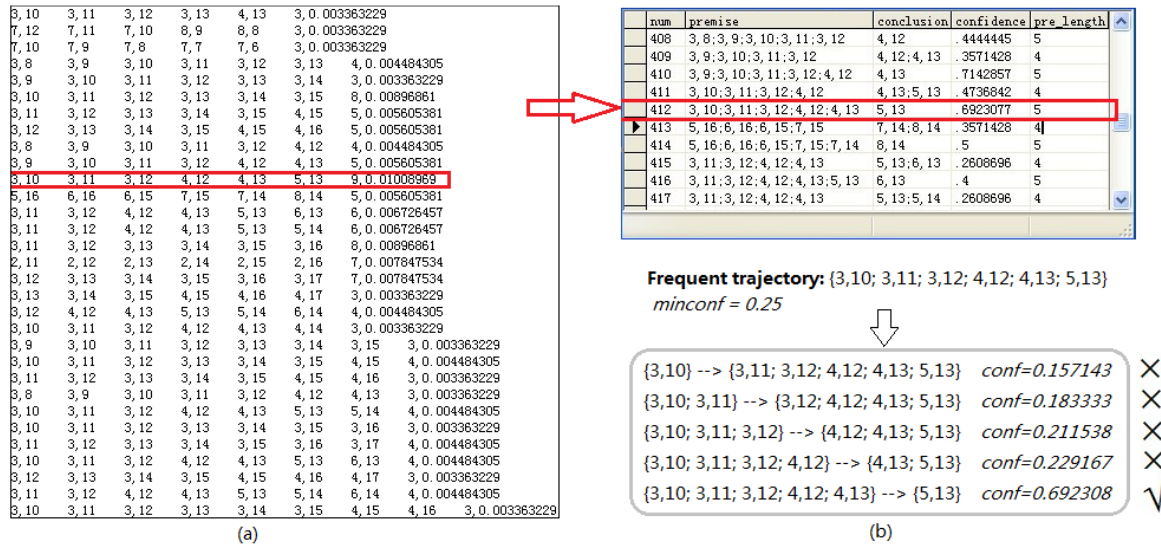 3, 10 3, 11 3, 12 3, 13 4, 13 3, 0.003363229
7, 12 7, 11 7, 10 8, 9 8, 8 3, 0.003363229
7, 10 7, 9 7, 8 7, 7 7, 6 3, 0.003363229
3, 8 3, 9 3, 10 3, 11 3, 12 3, 13 4, 0.004484305
3, 9 3, 10 3, 11 3, 12 3, 13 3, 14 3, 0.003363229
3, 10 3, 11 3, 12 3, 13 3, 14 3, 15 8, 0.00896861
3, 11 3, 12 3, 13 3, 14 3, 15 4, 15 5, 0.005605381
3, 12 3, 13 3, 14 3, 15 4, 15 4, 16 5, 0.005605381
3, 8 3, 9 3, 10 3, 11 3, 12 4, 12 4, 0.004484305
3, 9 3, 10 3, 11 3, 12 4, 12 4, 13 5, 0.005605381
3, 10 3, 11 3, 12 4, 12 4, 13 5, 13 9, 0.01008969
5, 16 6, 16 6, 15 7, 15 7, 14 8, 14 5, 0.005605381
3, 11 3, 12 4, 12 4, 13 5, 13 6, 13 6, 0.006726457
3, 11 3, 12 4, 12 4, 13 5, 13 5, 14 6, 0.006726457
3, 11 3, 12 3, 13 3, 14 3, 15 3, 16 8, 0.00896861
2, 11 2, 12 2, 13 2, 14 2, 15 2, 16 7, 0.007847534
3, 12 3, 13 3, 14 3, 15 3, 16 3, 17 7, 0.007847534
3, 13 3, 14 3, 15 4, 15 4, 16 4, 17 3, 0.003363229
3, 12 4, 12 4, 13 5, 13 5, 14 6, 14 4, 0.004484305
3, 10 3, 11 3, 12 3, 13 4, 13 4, 14 3, 0.003363229
3, 9 3, 10 3, 11 3, 12 3, 13 3, 14 3, 15 3, 0.003363229
3, 10 3, 11 3, 12 3, 13 3, 14 3, 15 4, 15 4, 0.004484305
3, 11 3, 12 3, 13 3, 14 3, 15 4, 15 4, 16 4, 0.004484305
3, 8 3, 9 3, 10 3, 11 3, 12 4, 12 4, 13 3, 0.003363229
3, 10 3, 11 3, 12 4, 12 4, 13 5, 13 5, 14 4, 0.004484305
3, 10 3, 11 3, 12 3, 13 3, 14 3, 15 3, 16 3, 0.003363229
3, 11 3, 12 3, 13 3, 14 3, 15 3, 16 3, 17 4, 0.004484305
3, 10 3, 11 3, 12 4, 12 4, 13 5, 13 6, 13 4, 0.004484305
3, 12 3, 13 3, 14 3, 15 4, 15 4, 16 4, 17 3, 0.003363229
3, 11 3, 12 4, 12 4, 13 5, 13 5, 14 6, 14 4, 0.004484305
3, 10 3, 11 3, 12 3, 13 3, 14 3, 15 4, 15 4, 16 3, 0.003363229
(a)
num premise conclusion confidence pre_length
408 3, 8;3, 9;3, 10;3, 11;3, 12 4, 12 .4444445 5
409 3, 9;3, 10;3, 11;3, 12 4, 12;4, 13 .3571428 4
410 3, 9;3, 10;3, 11;3, 12;4, 12 4, 13 .7142857 5
411 3, 10;3, 11;3, 12;4, 12 4, 13;5, 13 .4736842 4
412 3, 10;3, 11;3, 12;4, 12;4, 13 5, 13 .6923077 5
413 5, 16;6, 16;6, 15;7, 15 7, 14;8, 14 .3571428 4
414 5, 16;6, 16;6, 15;7, 15;7, 14 8, 14 .5 5
415 3, 11;3, 12;4, 12;4, 13 5, 13;6, 13 .2608696 4
416 3, 11;3, 12;4, 12;4, 13;5, 13 6, 13 .4 5
417 3, 11;3, 12;4, 12;4, 13 5, 13;5, 14 .2608696 4
Frequent trajectory: {3,10; 3,11; 3,12; 4,12; 4,13; 5,13}
minconf = 0.25
{3,10} --> {3,11; 3,12; 4,12; 4,13; 5,13} conf=0.157143 ×
{3,10; 3,11} --> {3,12; 4,12; 4,13; 5,13} conf=0.183333 ×
{3,10; 3,11; 3,12} --> {4,12; 4,13; 5,13} conf=0.211538 ×
{3,10; 3,11; 3,12; 4,12} --> {4,13; 5,13} conf=0.229167 ×
{3,10; 3,11; 3,12; 4,12; 4,13} --> {5,13} conf=0.692308 √
(b)